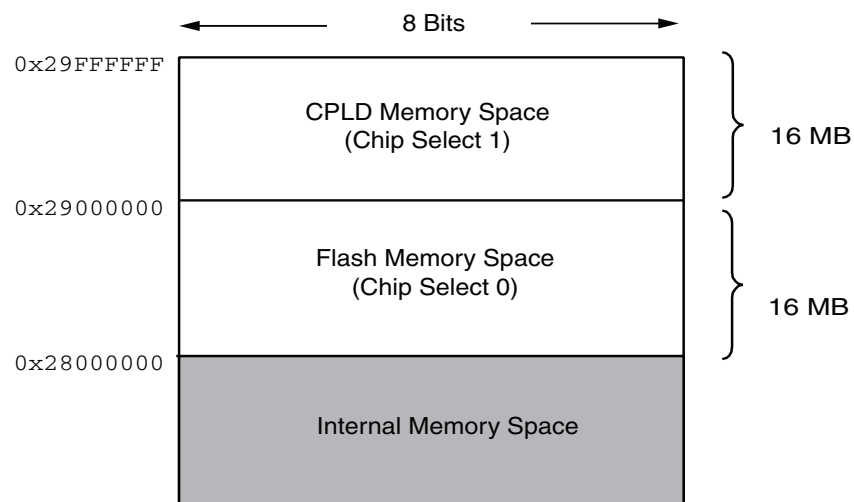 8 Bits
0x29FFFFFF
CPLD Memory Space
(Chip Select 1)
16 MB
0x29000000
Flash Memory Space
(Chip Select 0)
16 MB
0x28000000
Internal Memory Space